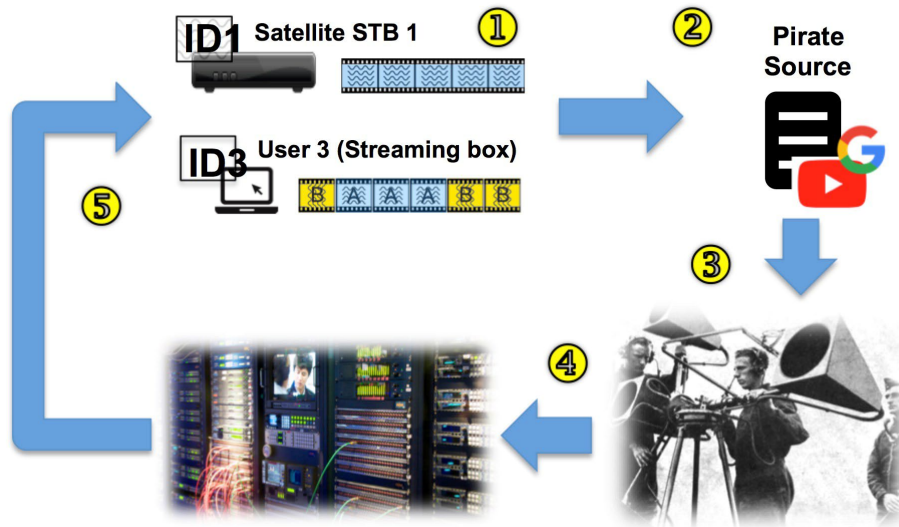 ID1
Satellite STB 1
1
2
Pirate
Source
ID3
User 3 (Streaming box)
B A A A B B
G
5
3
4